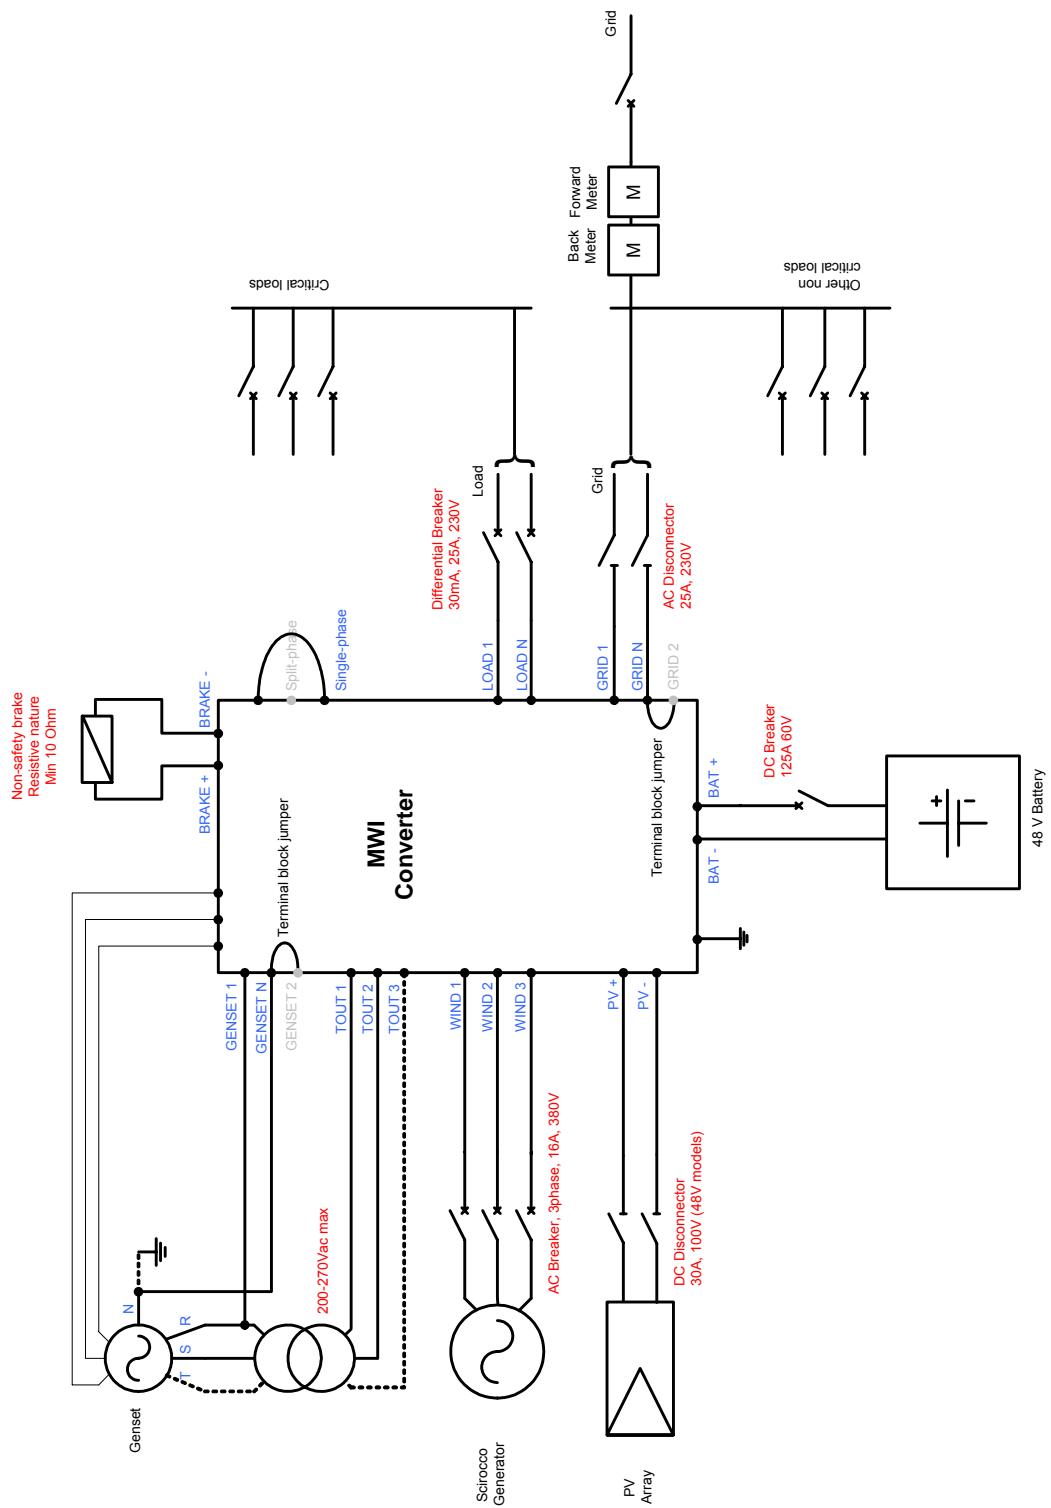 Non-safety brake
Resistive nature
Min 10 Ohm
BRAKE +
BRAKE -
Split-phase
Single-phase
Critical loads
Differential Breaker
30mA, 25A, 230V
Load
LOAD 1
LOAD N
Grid
AC Disconnector
25A, 230V
GRID 1
GRID N
GRID 2
Back
Meter
M
Forward
Meter
M
Grid
Other non
critical loads
MWI
Converter
Terminal block jumper
Terminal block jumper
GENSET 1
GENSET N
GENSET 2
TOUT 1
TOUT 2
TOUT 3
WIND 1
WIND 2
WIND 3
PV +
PV -
BAT -
BAT +
DC Breaker
125A 60V
+
-
48 V Battery
N
R
S
T
200-270Vac max
Genset
AC Breaker, 3phase, 16A, 380V
Scirocco
Generator
DC Disconnector
30A, 100V (48V models)
PV
Array